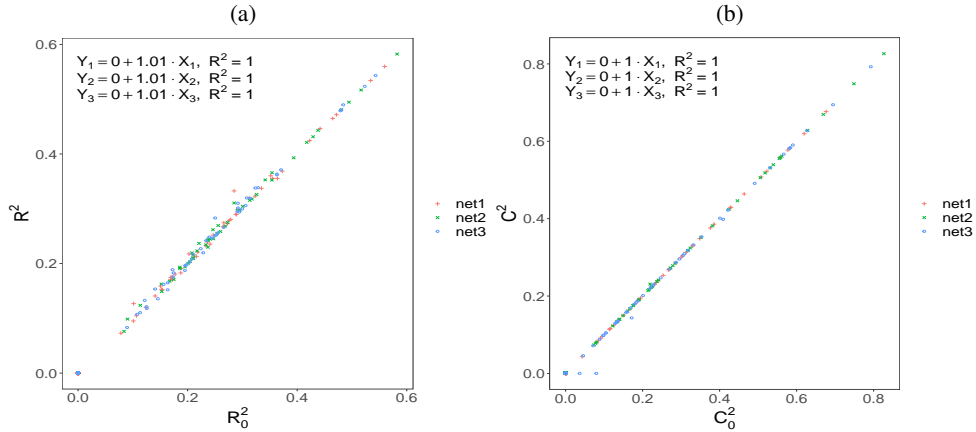 (a)
Y₁ = 0 + 1.01 · X₁, R² = 1
Y₂ = 0 + 1.01 · X₂, R² = 1
Y₃ = 0 + 1.01 · X₃, R² = 1
0.6
0.4
0.2
0.0
R²
0.0
0.2
0.4
0.6
R₀²
net1
net2
net3
(b)
Y₁ = 0 + 1 · X₁, R² = 1
Y₂ = 0 + 1 · X₂, R² = 1
Y₃ = 0 + 1 · X₃, R² = 1
0.8
0.6
0.4
0.2
0.0
C²
0.0
0.2
0.4
0.6
0.8
C₀²
net1
net2
net3